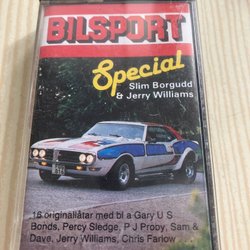 BILSPORT
Special
Slim Borgudd
& Jerry Williams
16 originallåtar med bl a Gary U S
Bonds, Percy Sledge, P J Proby, Sam &
Dave, Jerry Williams, Chris Farlow . . .